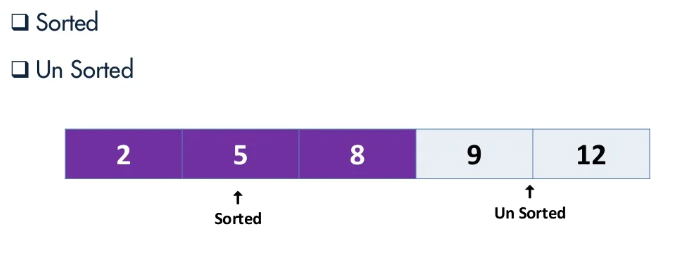 ❑ Sorted
❑ Un Sorted
2 5 8 9 12
Sorted
Un Sorted